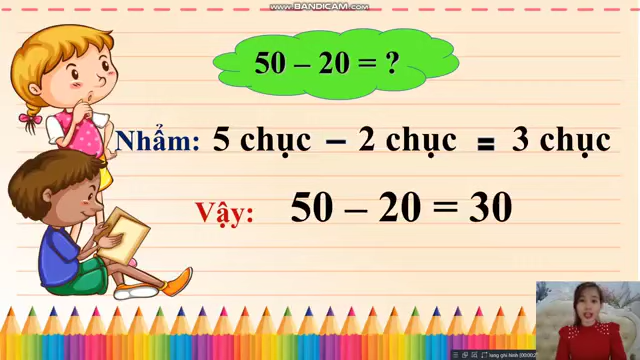 WWW.BANDICAM.COM
50 – 20 = ?
Nhẩm: 5 chục – 2 chục = 3 chục
Vậy: 50 – 20 = 30